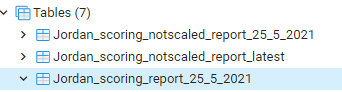 Tables (7)
Jordan_scoring_notscaled_report_25_5_2021
Jordan_scoring_notscaled_report_latest
Jordan_scoring_report_25_5_2021